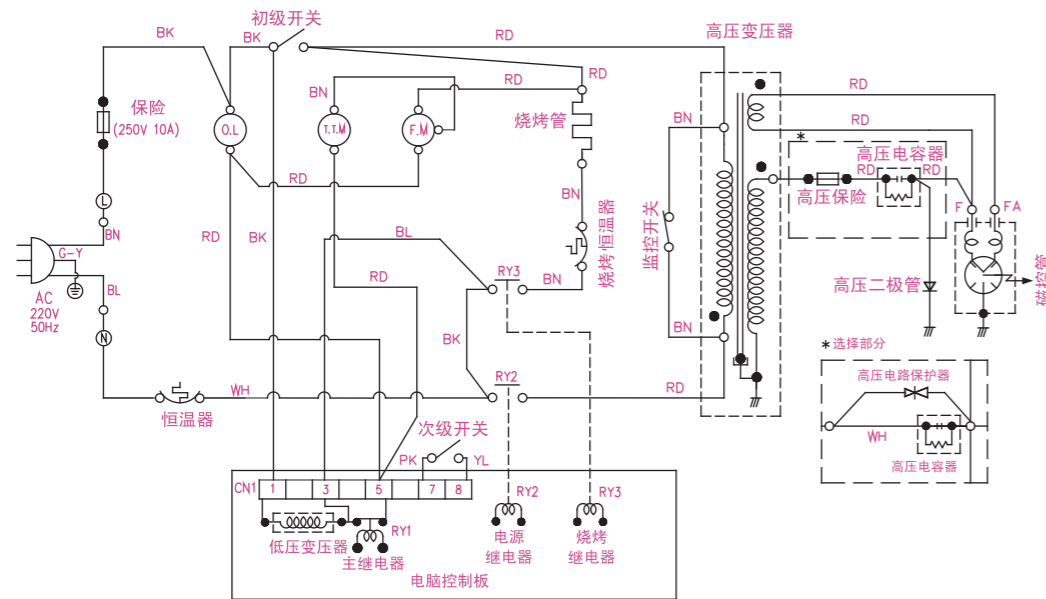 初级开关
BK
BK
RD
高压变压器
保险
(250V 10A)
O.L
BN
T.T.M
RD
F.M
RD
烧烤管
RD
RD
*
高压电容器
RD
RD
高压保险
BN
BN
RD
L
BN
G-Y
AC
220V
50Hz
BL
N
RD
BK
BL
RD
RY3
BN
烧烤恒温器
监控开关
BN
F
FA
高压二极管
磁控管
BK
RY2
RD
WH
恒温器
*选择部分
高压电路保护器
WH
高压电容器
次级开关
PK
YL
CN1
1
3
5
7
8
RY2
RY3
RY1
低压变压器
主继电器
电源
继电器
烧烤
继电器
电脑控制板